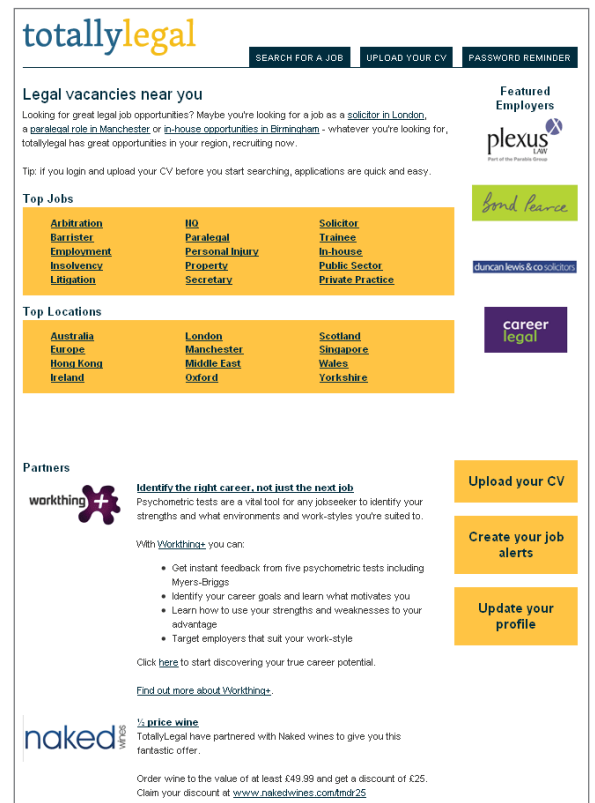 totallylegal
SEARCH FOR A JOB
UPLOAD YOUR CV
PASSWORD REMINDER
Legal vacancies near you
Looking for great legal job opportunities? Maybe you're looking for a job as a solicitor in London,
a paralegal role in Manchester or in-house opportunities in Birmingham - whatever you're looking for,
totallylegal has great opportunities in your region, recruiting now.
Tip: if you login and upload your CV before you start searching, applications are quick and easy.
Top Jobs
Arbitration
Barrister
Employment
Insolvency
Litigation
NQ
Paralegal
Personal Injury
Property
Secretary
Solicitor
Trainee
In-house
Public Sector
Private Practice
Top Locations
Australia
Europe
Hong Kong
Ireland
London
Manchester
Middle East
Oxford
Scotland
Singapore
Wales
Yorkshire
Featured
Employers
plexus
LAW
Part of the Parabis Group
Bond Pearce
duncan lewis & co solicitors
career
legal
Partners
workthing +
Identify the right career, not just the next job
Psychometric tests are a vital tool for any jobseeker to identify your
strengths and what environments and work-styles you're suited to.
With Workthing+ you can:
• Get instant feedback from five psychometric tests including
Myers-Briggs
• Identify your career goals and learn what motivates you
• Learn how to use your strengths and weaknesses to your
advantage
• Target employers that suit your work-style
Click here to start discovering your true career potential.
Find out more about Workthing+.
Upload your CV
Create your job
alerts
Update your
profile
naked wines
½ price wine
TotallyLegal have partnered with Naked wines to give you this
fantastic offer.
Order wine to the value of at least £49.99 and get a discount of £25.
Claim your discount at www.nakedwines.com/tmdr25